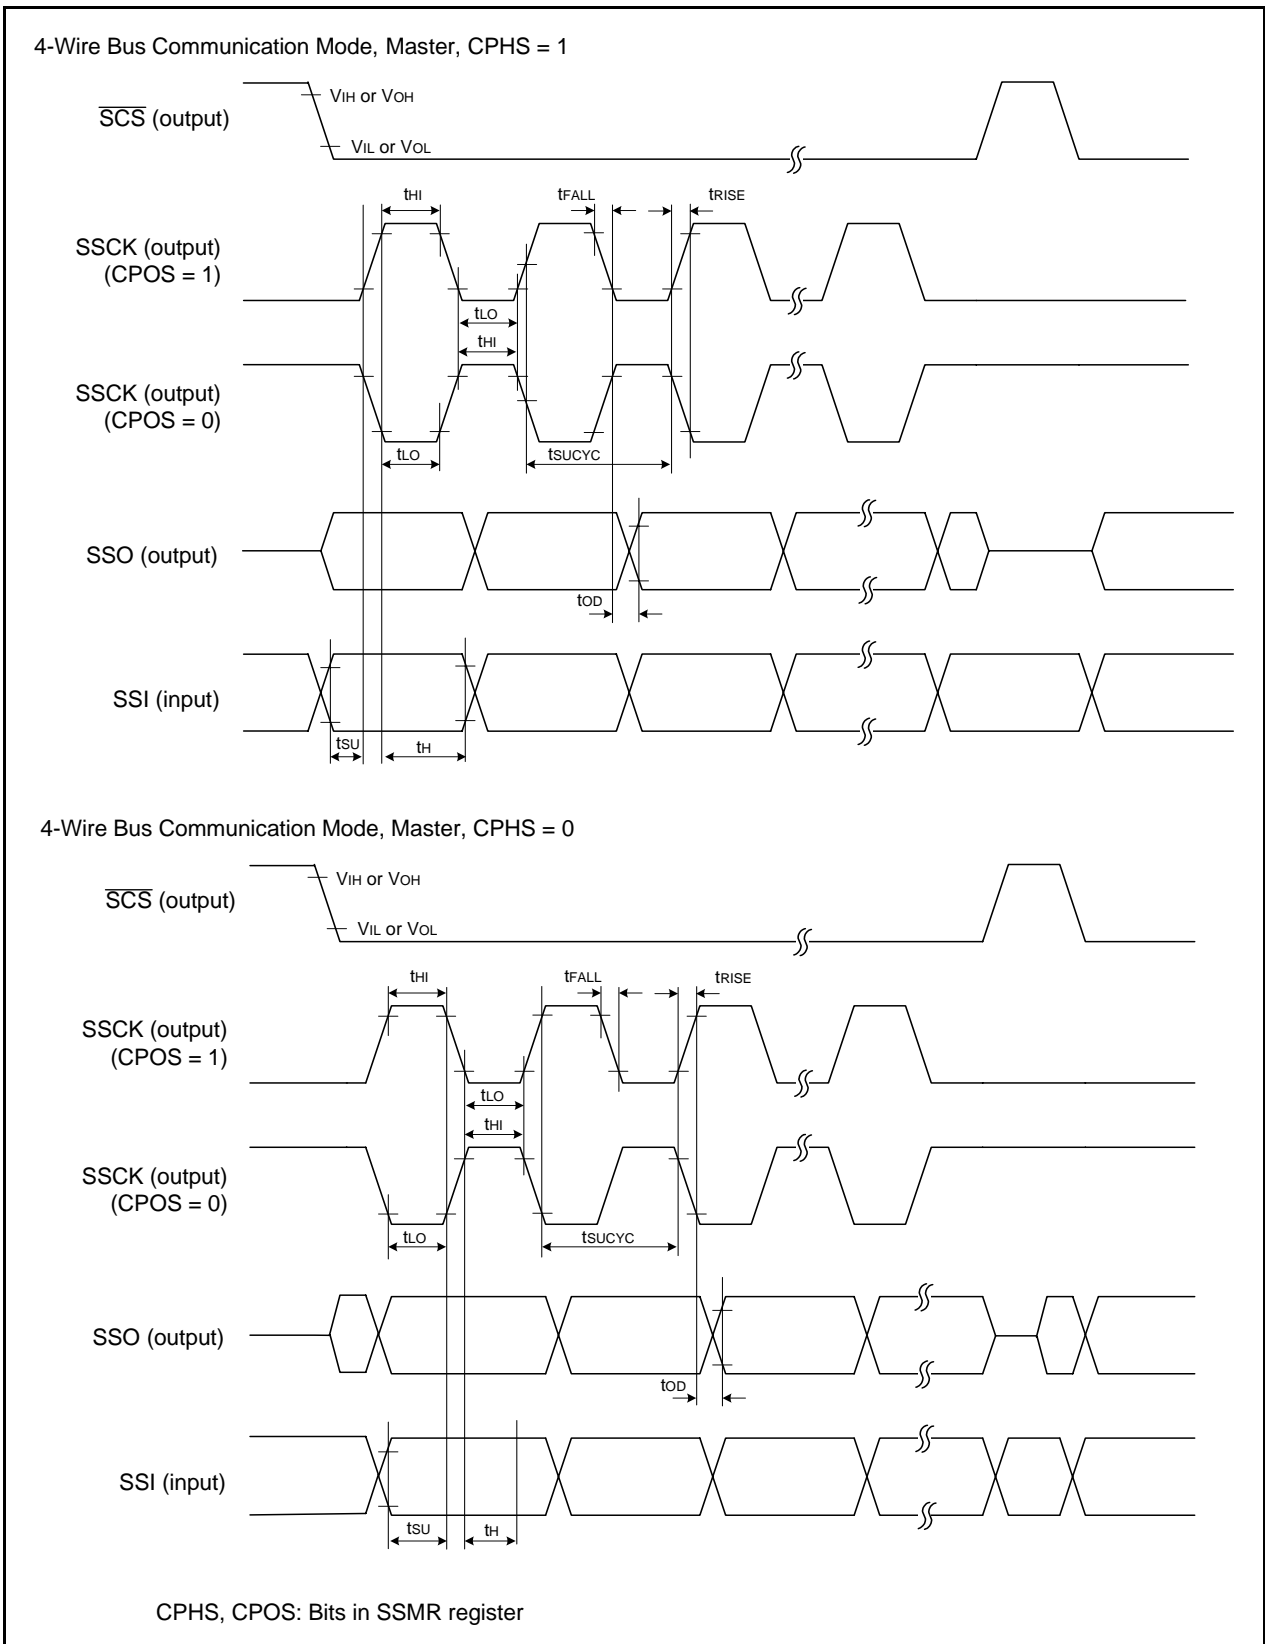 4-Wire Bus Communication Mode, Master, CPHS = 1
VIH or VOH
SCS (output)
VIL or VOL
tHI
tFALL
tRISE
SSCK (output)
(CPOS = 1)
tLO
tHI
SSCK (output)
(CPOS = 0)
tLO
tSUCYC
SSO (output)
tOD
SSI (input)
tSU
tH
4-Wire Bus Communication Mode, Master, CPHS = 0
VIH or VOH
SCS (output)
VIL or VOL
tHI
tFALL
tRISE
SSCK (output)
(CPOS = 1)
tLO
tHI
SSCK (output)
(CPOS = 0)
tLO
tSUCYC
SSO (output)
tOD
SSI (input)
tSU
tH
CPHS, CPOS: Bits in SSMR register